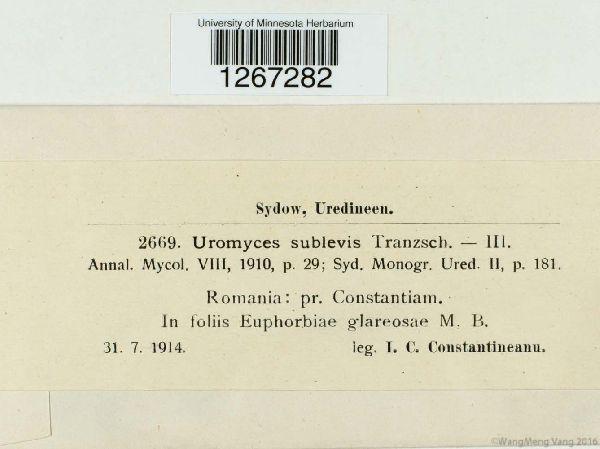 University of Minnesota Herbarium
1267282
Sydow, Uredineen.
2669. Uromyces sublevis Tranzsch. — III.
Annal. Mycol. VIII, 1910, p. 29; Syd. Monogr. Ured. II, p. 181.
Romania: pr. Constantiam.
In foliis Euphorbiae glareosae M. B.
31. 7. 1914. leg. I. C. Constantineanu.
©WangMeng Vang 2016